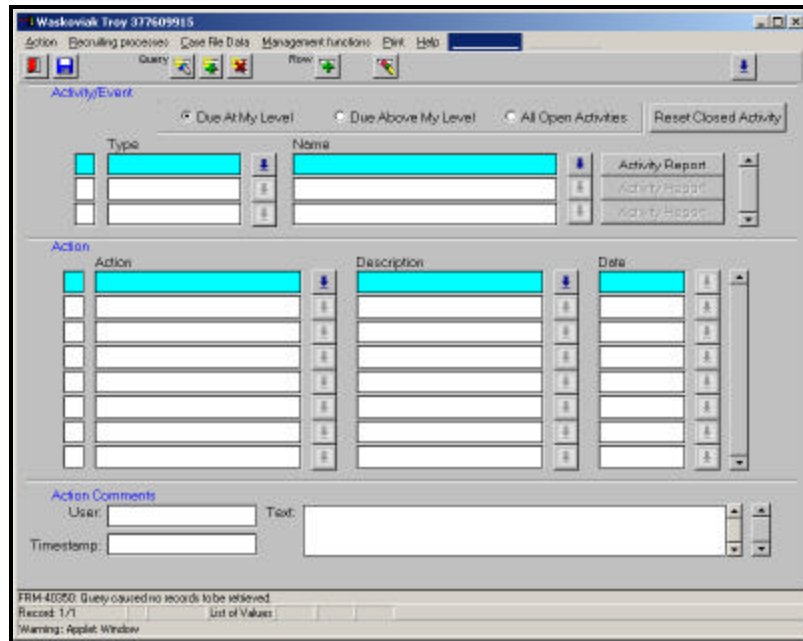 Waskoviak Troy 377609915
Action Recruiting processes Case File Data Management functions Print Help
Query Row
Activity/Event
Due At My Level Due Above My Level All Open Activities Reset Closed Activity
Type Name
Activity Report
Activity Report
Activity Report
Action
Action Description Date
Action Comments
User: Text:
Timestamp:
FRM-40350: Query caused no records to be retrieved.
Record: 1/1 List of Values
Warning: Applet Window